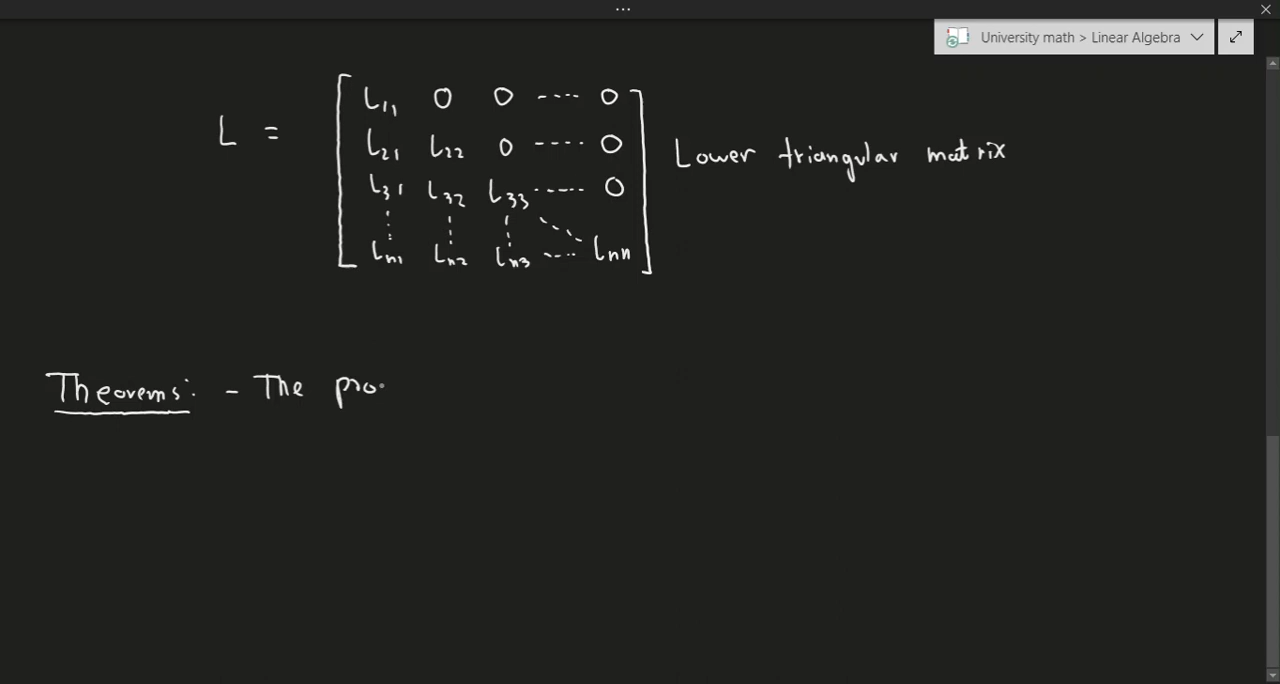 ...
University math > Linear Algebra
L11 0 0 ---- 0
L = L21 L22 0 ---- 0 Lower triangular matrix
L31 L32 L33 ---- 0
Ln1 Ln2 Ln3 ---- Lnn
Theorems: - The pro